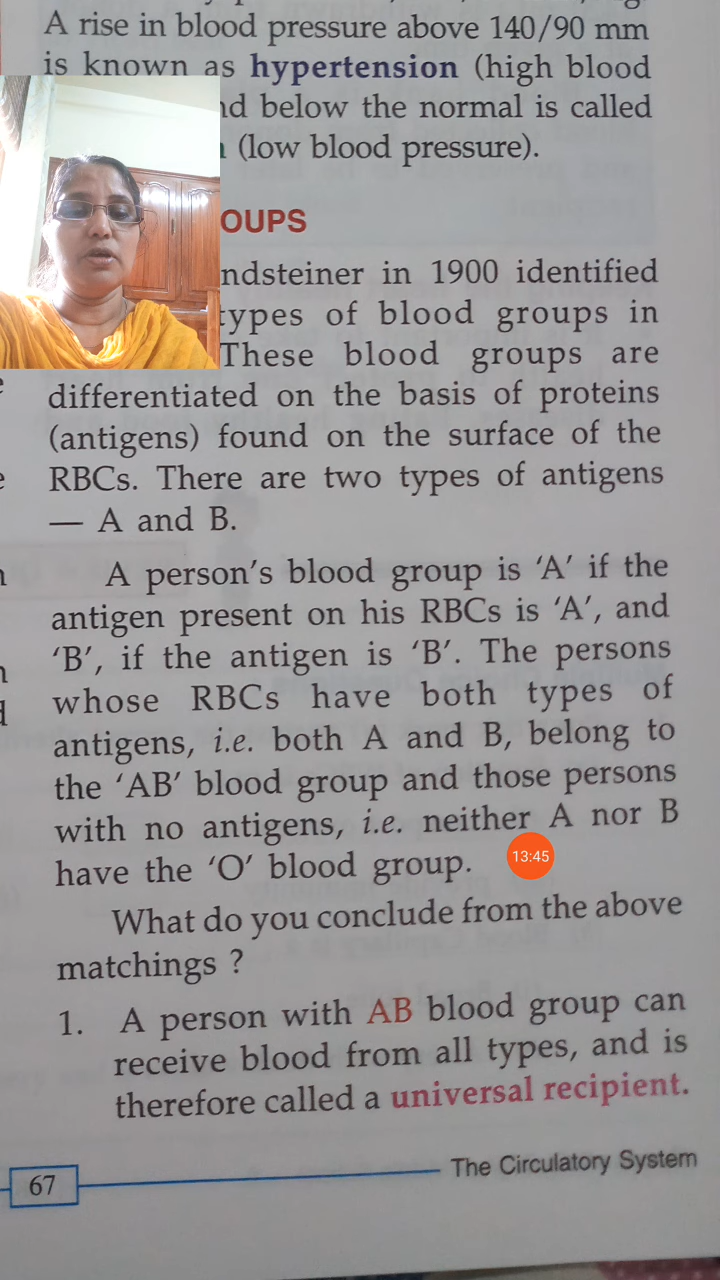 A rise in blood pressure above 140/90 mm
is known as hypertension (high blood
below the normal is called
(low blood pressure).
ndsteiner in 1900 identified
of blood groups in
These blood groups are
differentiated on the basis of proteins
(antigens) found on the surface of the
RBCs. There are two types of antigens
— A and B.
A person's blood group is 'A' if the
antigen present on his RBCs is 'A', and
'B', if the antigen is 'B'. The persons
whose RBCs have both types of
antigens, i.e. both A and B, belong to
the 'AB' blood group and those persons
with no antigens, i.e. neither A nor B
have the 'O' blood group.
13:45
What do you conclude from the above
matchings ?
1. A person with AB blood group can
receive blood from all types, and is
therefore called a universal recipient.
67
The Circulatory System